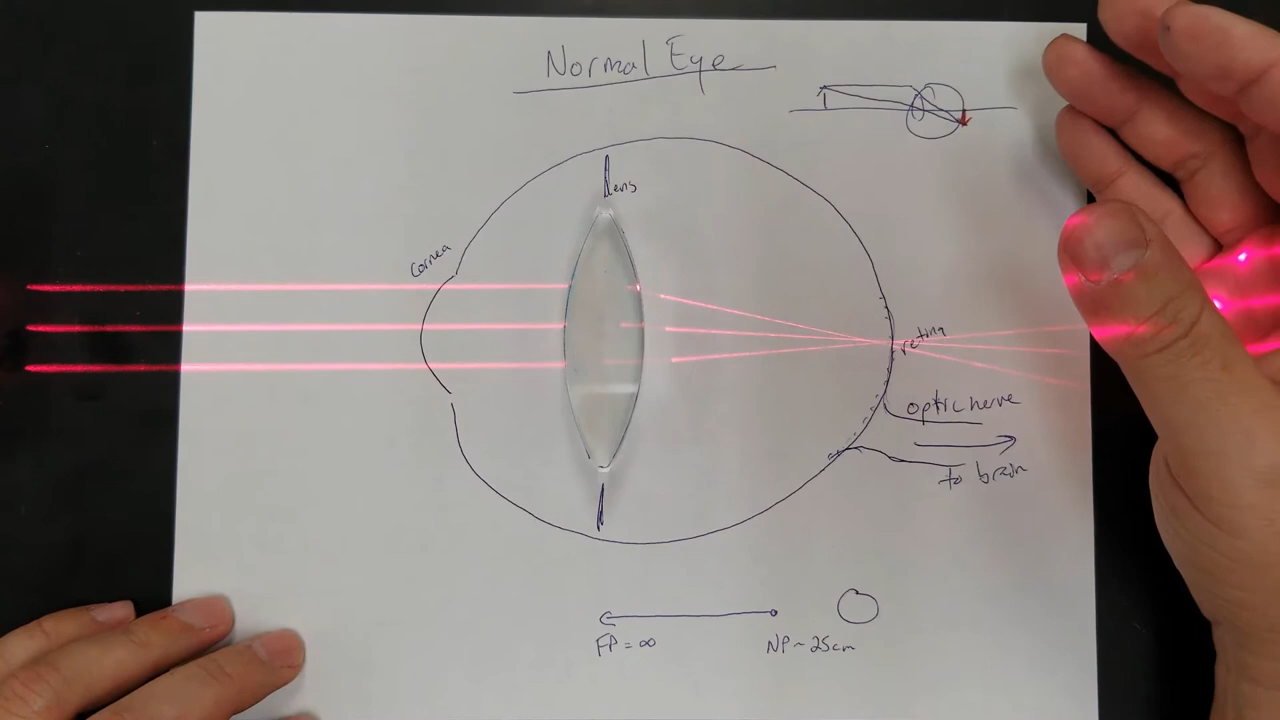 Normal Eye
lens
cornea
retina
optic nerve
to brain
FP = ∞
NP ~ 25cm